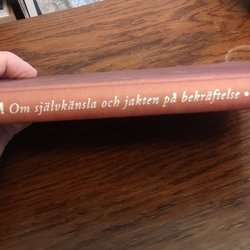 Om självkänsla och jakten på bekräftelse •